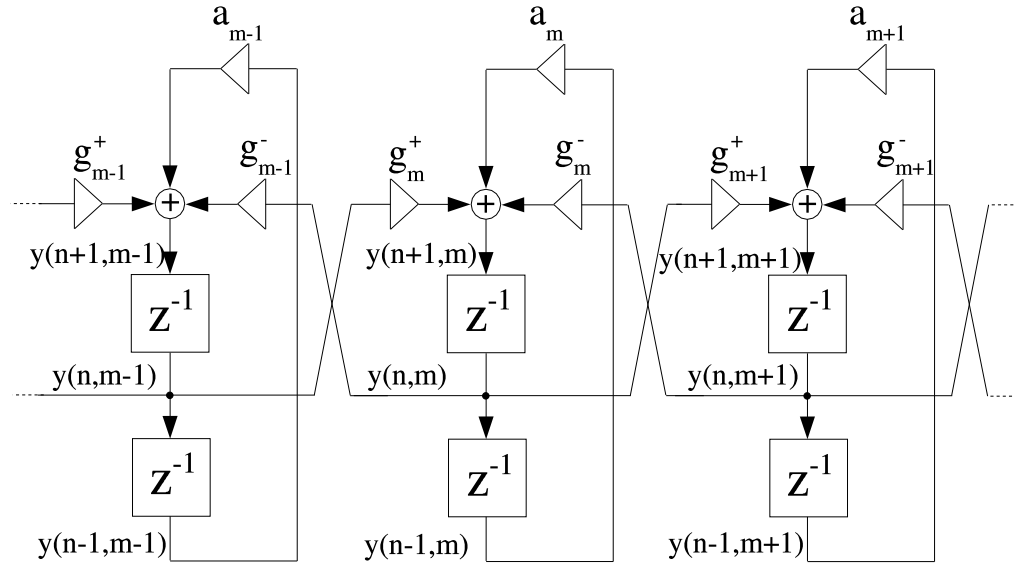 a_{m-1} a_m a_{m+1}
g^+_{m-1} g^-_{m-1} g^+_m g^-_m g^+_{m+1} g^-_{m+1}
+ + +
y(n+1,m-1) y(n+1,m) y(n+1,m+1)
z^{-1} z^{-1} z^{-1}
y(n,m-1) y(n,m) y(n,m+1)
z^{-1} z^{-1} z^{-1}
y(n-1,m-1) y(n-1,m) y(n-1,m+1)